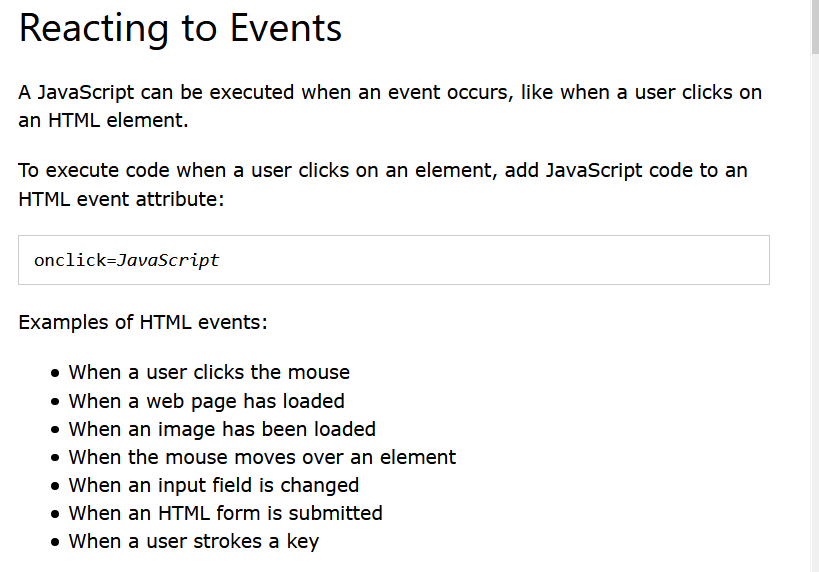 Reacting to Events
A JavaScript can be executed when an event occurs, like when a user clicks on
an HTML element.
To execute code when a user clicks on an element, add JavaScript code to an
HTML event attribute:
onclick=JavaScript
Examples of HTML events:
• When a user clicks the mouse
• When a web page has loaded
• When an image has been loaded
• When the mouse moves over an element
• When an input field is changed
• When an HTML form is submitted
• When a user strokes a key